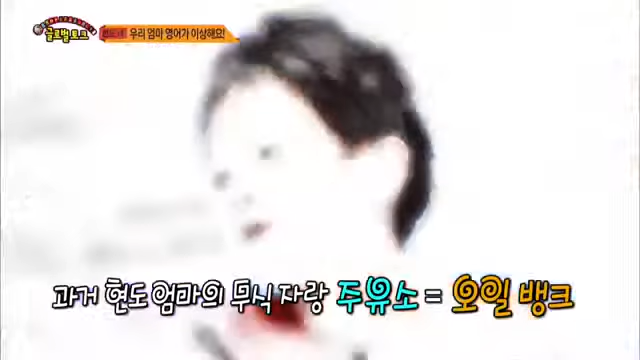 글로벌토크
우리 엄마 영어가 이상해요!
과거 현도 엄마의 무식 자랑 주유소 = 오일 뱅크